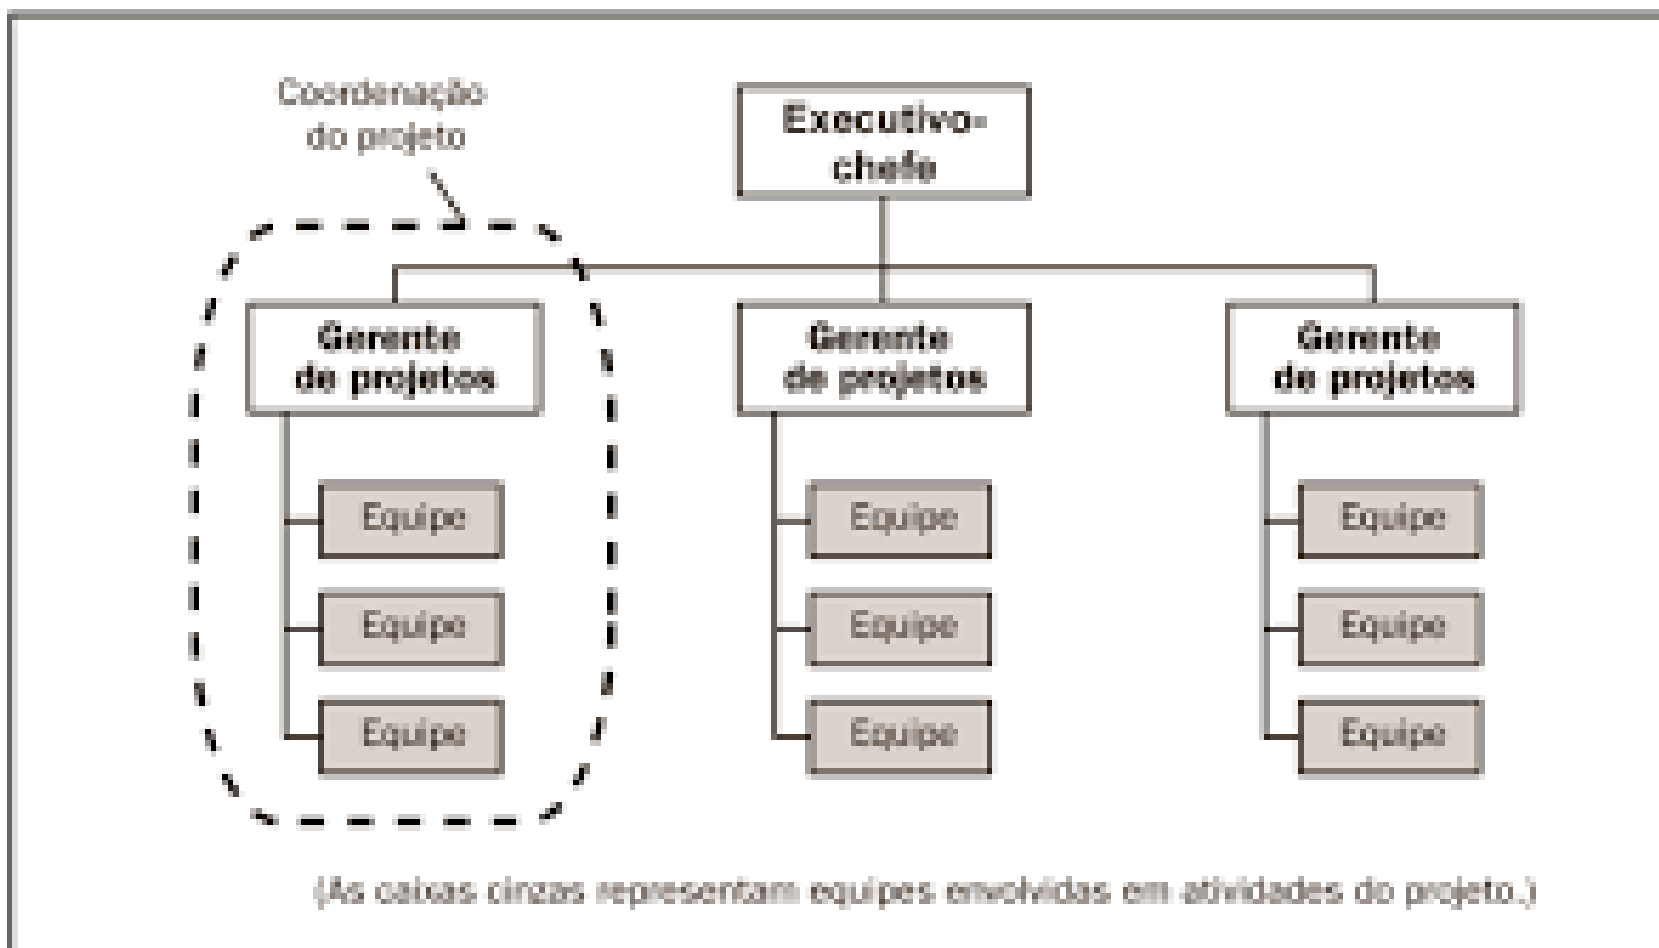 Coordenação
do projeto
Executivo-
chefe
Gerente
de projetos
Gerente
de projetos
Gerente
de projetos
Equipe
Equipe
Equipe
Equipe
Equipe
Equipe
Equipe
Equipe
Equipe
(As caixas cinzas representam equipes envolvidas em atividades do projeto.)